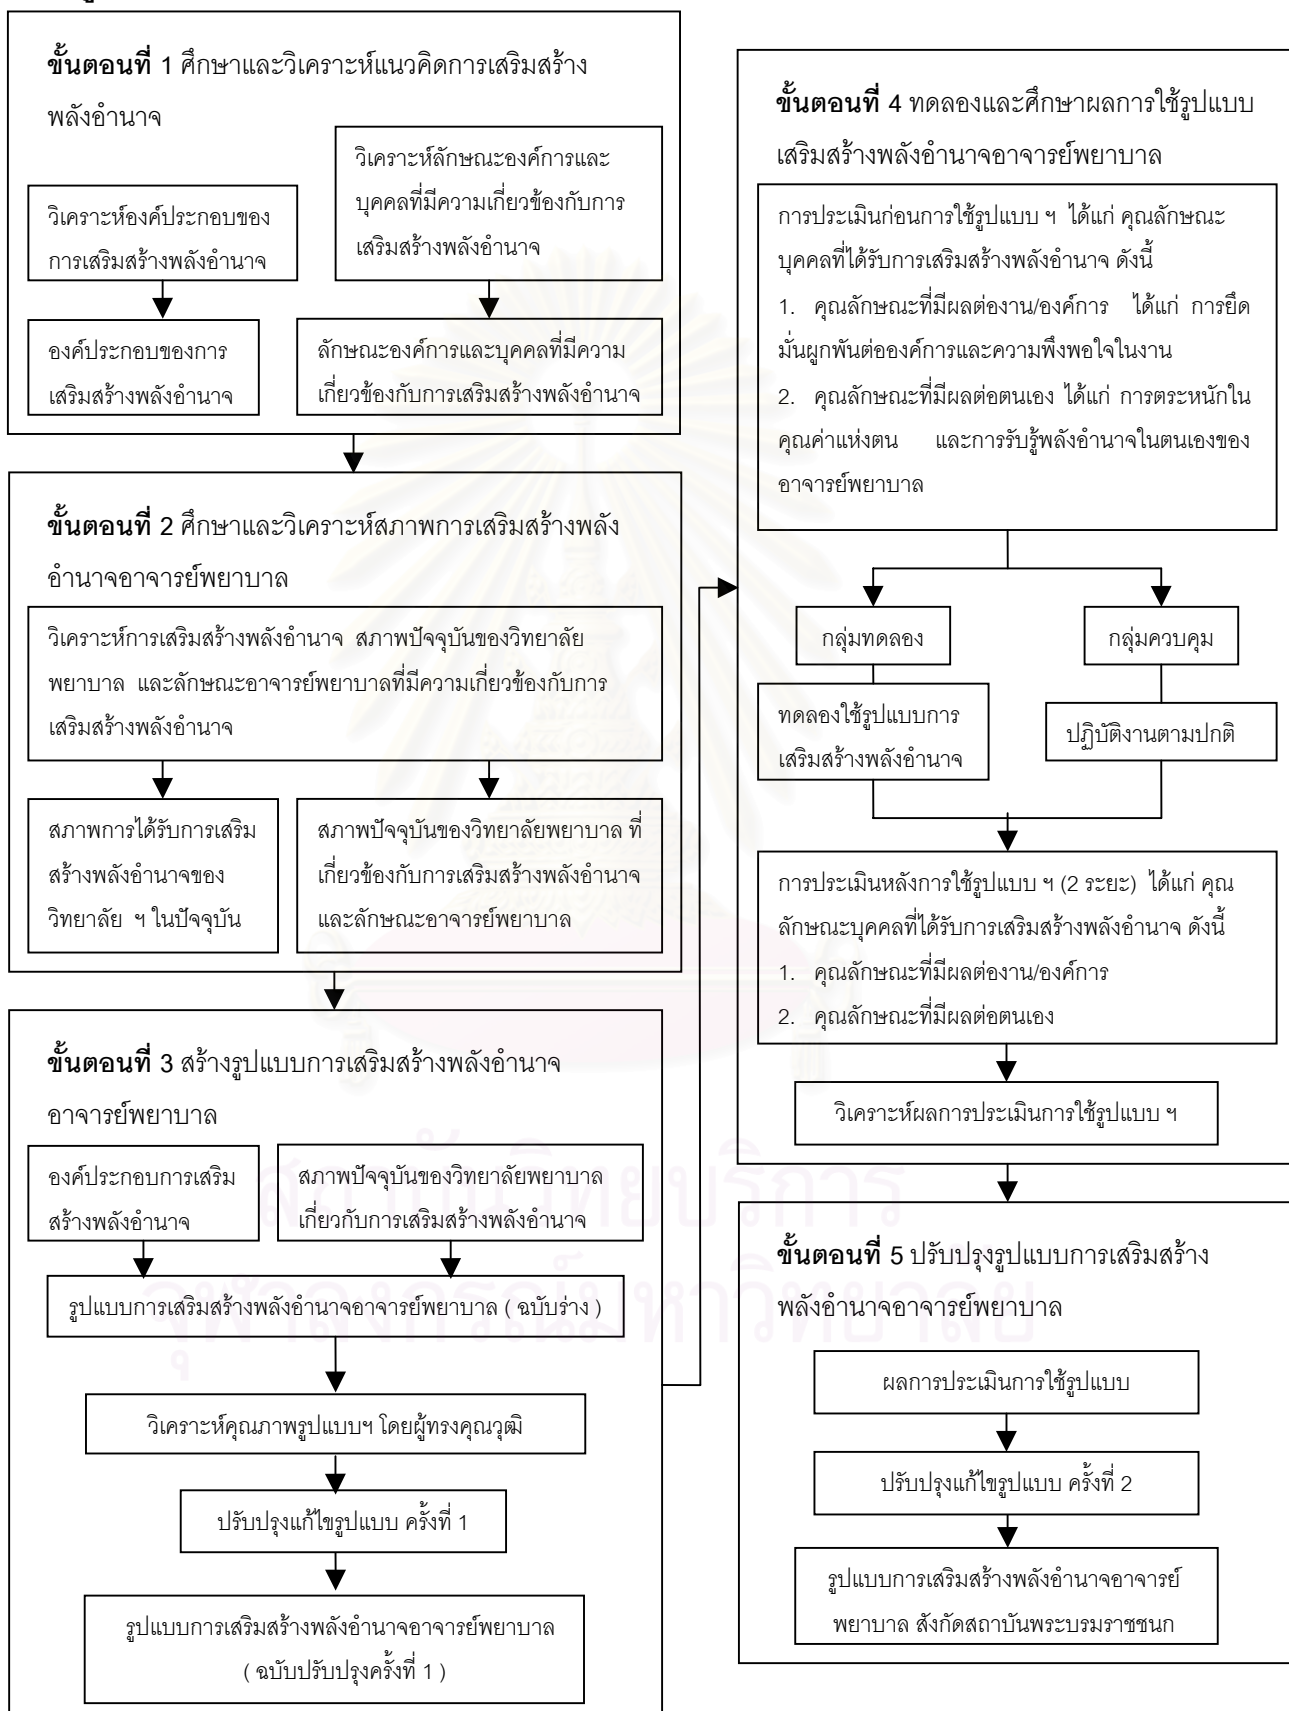 ขั้นตอนที่ 1 ศึกษาและวิเคราะห์แนวคิดการเสริมสร้าง
พลังอำนาจ
วิเคราะห์องค์ประกอบของ
การเสริมสร้างพลังอำนาจ
วิเคราะห์ลักษณะองค์การและ
บุคคลที่มีความเกี่ยวข้องกับการ
เสริมสร้างพลังอำนาจ
องค์ประกอบของการ
เสริมสร้างพลังอำนาจ
ลักษณะองค์การและบุคคลที่มีความ
เกี่ยวข้องกับการเสริมสร้างพลังอำนาจ
ขั้นตอนที่ 2 ศึกษาและวิเคราะห์สภาพการเสริมสร้างพลัง
อำนาจอาจารย์พยาบาล
วิเคราะห์การเสริมสร้างพลังอำนาจ สภาพปัจจุบันของวิทยาลัย
พยาบาล และลักษณะอาจารย์พยาบาลที่มีความเกี่ยวข้องกับการ
เสริมสร้างพลังอำนาจ
สภาพการได้รับการเสริม
สร้างพลังอำนาจของ
วิทยาลัย ฯ ในปัจจุบัน
สภาพปัจจุบันของวิทยาลัยพยาบาล ที่
เกี่ยวข้องกับการเสริมสร้างพลังอำนาจ
และลักษณะอาจารย์พยาบาล
ขั้นตอนที่ 3 สร้างรูปแบบการเสริมสร้างพลังอำนาจ
อาจารย์พยาบาล
องค์ประกอบการเสริม
สร้างพลังอำนาจ
สภาพปัจจุบันของวิทยาลัยพยาบาล
เกี่ยวกับการเสริมสร้างพลังอำนาจ
รูปแบบการเสริมสร้างพลังอำนาจอาจารย์พยาบาล ( ฉบับร่าง )
วิเคราะห์คุณภาพรูปแบบฯ โดยผู้ทรงคุณวุฒิ
ปรับปรุงแก้ไขรูปแบบ ครั้งที่ 1
รูปแบบการเสริมสร้างพลังอำนาจอาจารย์พยาบาล
( ฉบับปรับปรุงครั้งที่ 1 )
ขั้นตอนที่ 4 ทดลองและศึกษาผลการใช้รูปแบบ
เสริมสร้างพลังอำนาจอาจารย์พยาบาล
การประเมินก่อนการใช้รูปแบบ ฯ ได้แก่ คุณลักษณะ
บุคคลที่ได้รับการเสริมสร้างพลังอำนาจ ดังนี้
1. คุณลักษณะที่มีผลต่องาน/องค์การ ได้แก่ การยึด
มั่นผูกพันต่อองค์การและความพึงพอใจในงาน
2. คุณลักษณะที่มีผลต่อตนเอง ได้แก่ การตระหนักใน
คุณค่าแห่งตน และการรับรู้พลังอำนาจในตนเองของ
อาจารย์พยาบาล
กลุ่มทดลอง
กลุ่มควบคุม
ทดลองใช้รูปแบบการ
เสริมสร้างพลังอำนาจ
ปฏิบัติงานตามปกติ
การประเมินหลังการใช้รูปแบบ ฯ (2 ระยะ) ได้แก่ คุณ
ลักษณะบุคคลที่ได้รับการเสริมสร้างพลังอำนาจ ดังนี้
1. คุณลักษณะที่มีผลต่องาน/องค์การ
2. คุณลักษณะที่มีผลต่อตนเอง
วิเคราะห์ผลการประเมินการใช้รูปแบบ ฯ
ขั้นตอนที่ 5 ปรับปรุงรูปแบบการเสริมสร้าง
พลังอำนาจอาจารย์พยาบาล
ผลการประเมินการใช้รูปแบบ
ปรับปรุงแก้ไขรูปแบบ ครั้งที่ 2
รูปแบบการเสริมสร้างพลังอำนาจอาจารย์
พยาบาล สังกัดสถาบันพระบรมราชชนก
สถาบันวิทยบริการ
จุฬาลงกรณ์มหาวิทยาลัย